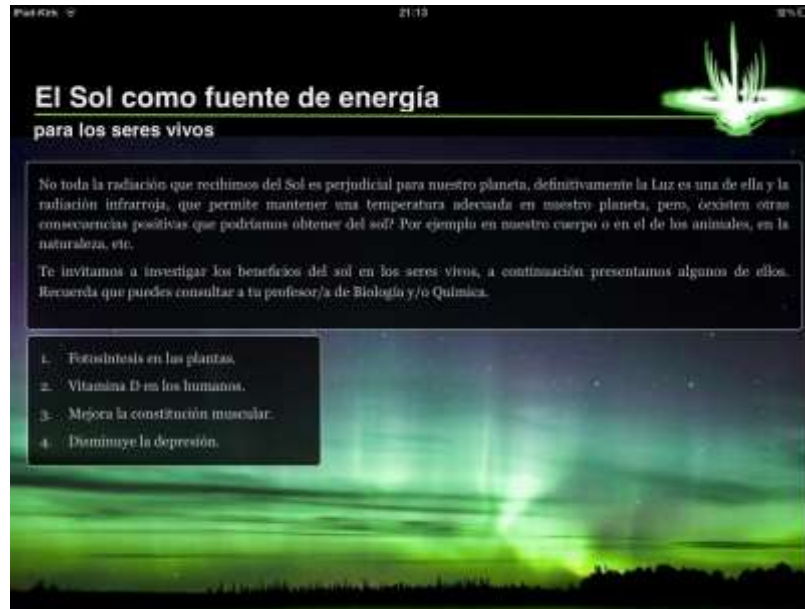 iPad-Kirk
21:13
12%
El Sol como fuente de energía
para los seres vivos
No toda la radiación que recibimos del Sol es perjudicial para nuestro planeta, definitivamente la Luz es una de ella y la
radiación infrarroja, que permite mantener una temperatura adecuada en nuestro planeta, pero, ¿existen otras
consecuencias positivas que podríamos obtener del sol? Por ejemplo en nuestro cuerpo o en el de los animales, en la
naturaleza, etc.
Te invitamos a investigar los beneficios del sol en los seres vivos, a continuación presentamos algunos de ellos.
Recuerda que puedes consultar a tu profesor/a de Biología y/o Química.
1. Fotosíntesis en las plantas.
2. Vitamina D en los humanos.
3. Mejora la constitución muscular.
4. Disminuye la depresión.